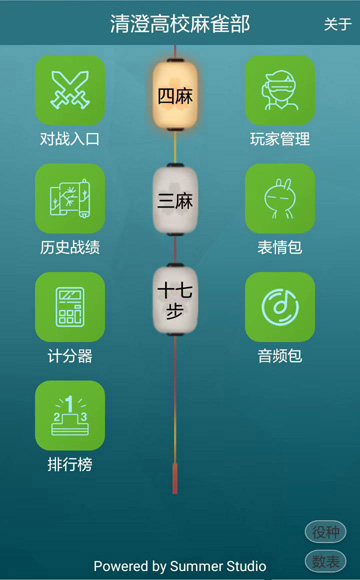 清澄高校麻雀部
关于
四麻
对战入口
玩家管理
三麻
历史战绩
表情包
十七
步
计分器
音频包
1
2 3
排行榜
役种
数表
Powered by Summer Studio